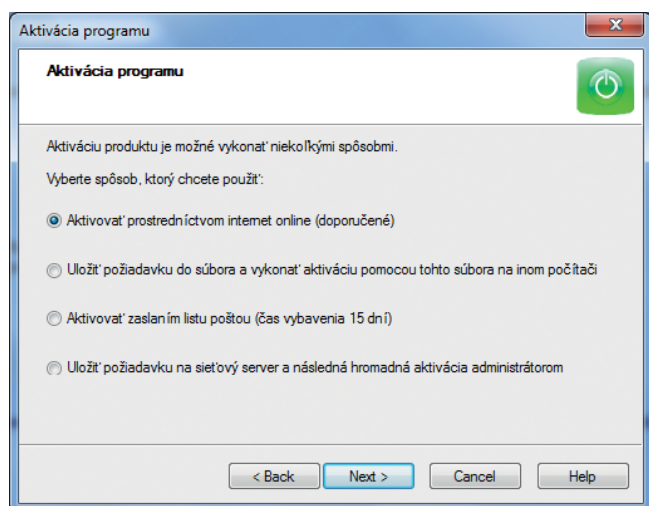 Aktivácia programu
Aktivácia programu
Aktiváciu produktu je možné vykonať niekoľkými spôsobmi.
Vyberte spôsob, ktorý chcete použiť:
Aktivovať prostredníctvom internet online (doporučené)
Uložiť požiadavku do súbora a vykonať aktiváciu pomocou tohto súbora na inom počítači
Aktivovať zaslaním listu poštou (čas vybavenia 15 dní)
Uložiť požiadavku na sieťový server a následná hromadná aktivácia administrátorom
< Back Next > Cancel Help